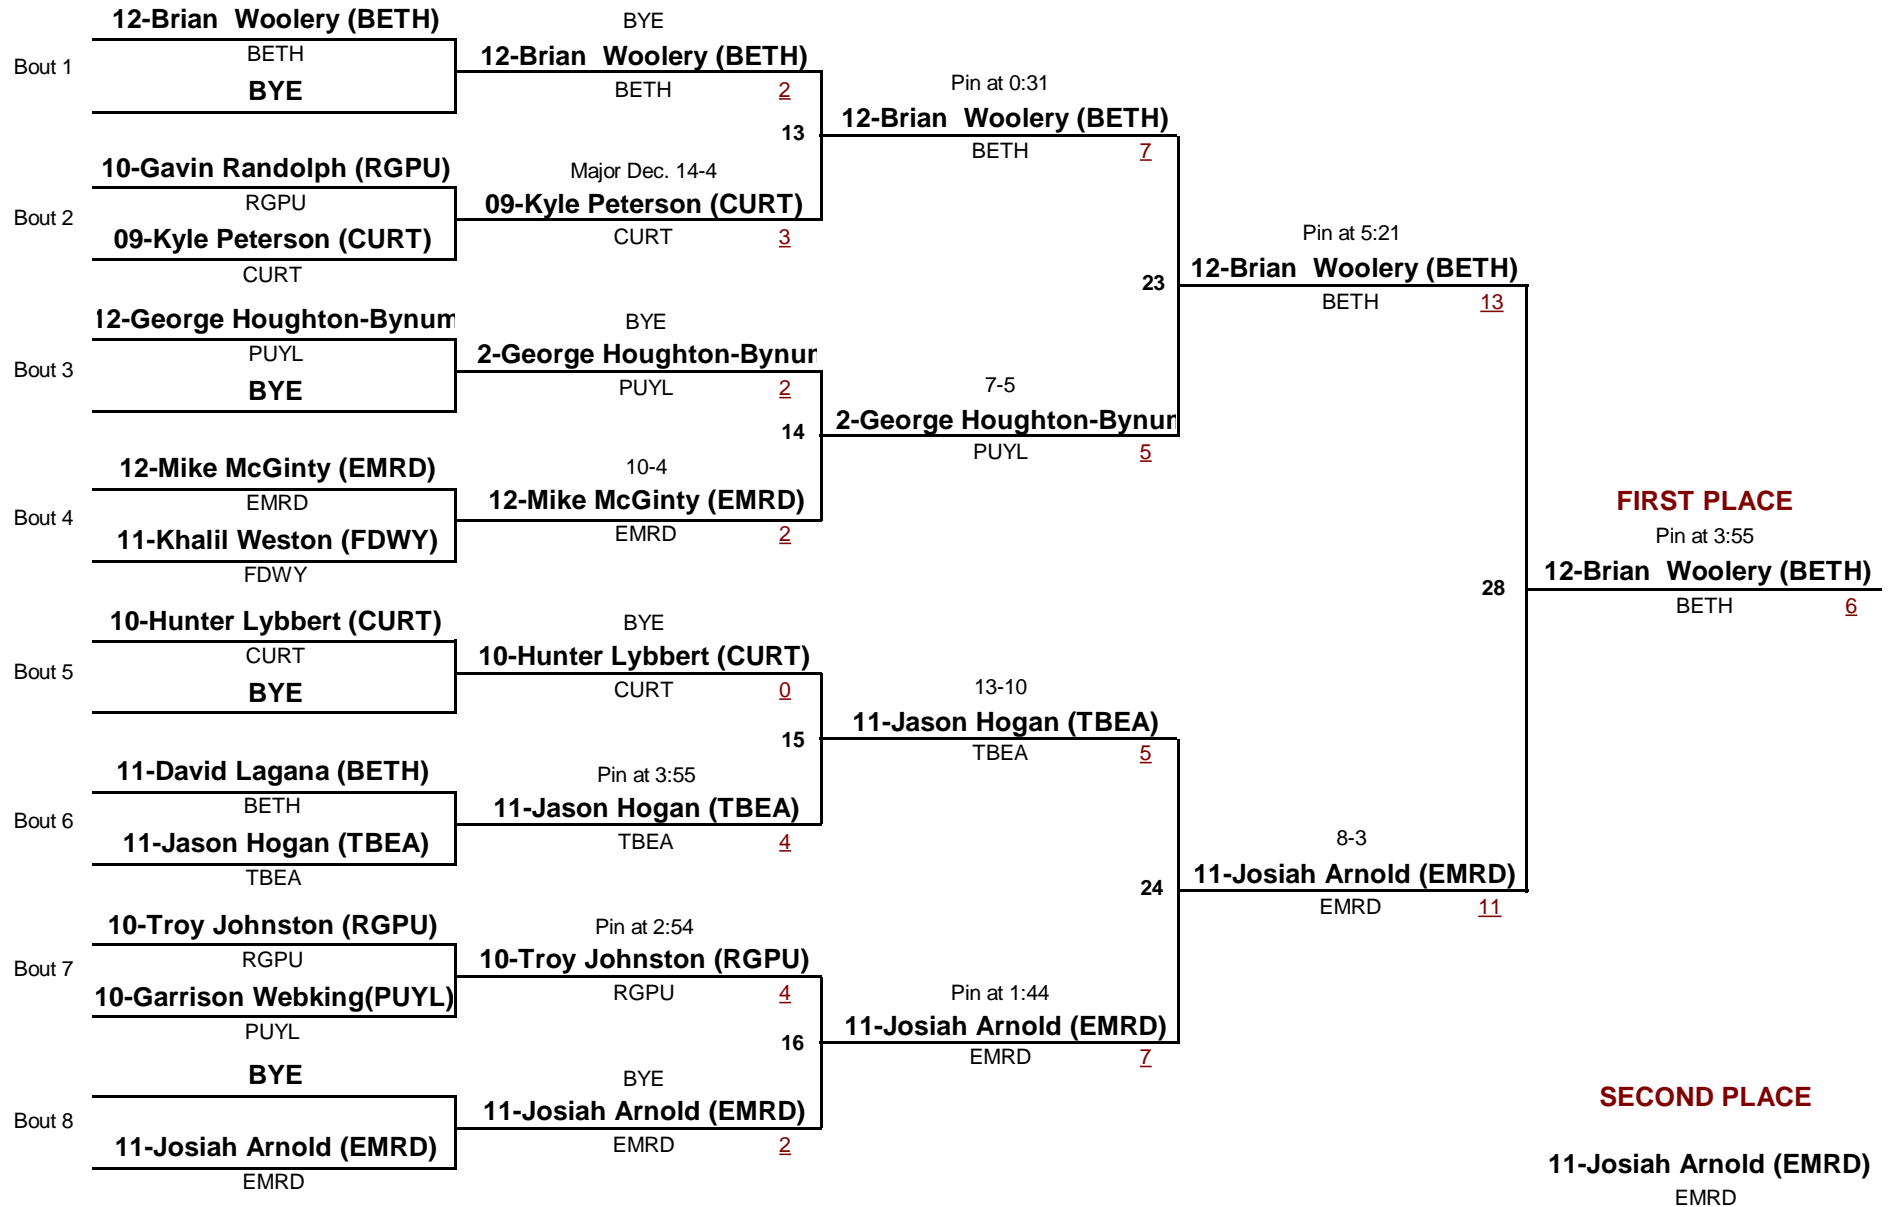 12-Brian  Woolery (BETH)
BETH
Bout 1
BYE
10-Gavin Randolph (RGPU)
RGPU
Bout 2
09-Kyle Peterson (CURT)
CURT
12-George Houghton-Bynum
PUYL
Bout 3
BYE
12-Mike McGinty (EMRD)
EMRD
Bout 4
11-Khalil Weston (FDWY)
FDWY
10-Hunter Lybbert (CURT)
CURT
Bout 5
BYE
11-David Lagana (BETH)
BETH
Bout 6
11-Jason Hogan (TBEA)
TBEA
10-Troy Johnston (RGPU)
RGPU
Bout 7
10-Garrison Webking(PUYL)
PUYL
BYE
Bout 8
11-Josiah Arnold (EMRD)
EMRD
BYE
12-Brian  Woolery (BETH)
BETH 2
13
Major Dec. 14-4
09-Kyle Peterson (CURT)
CURT 3
BYE
2-George Houghton-Bynur
PUYL 2
14
10-4
12-Mike McGinty (EMRD)
EMRD 2
BYE
10-Hunter Lybbert (CURT)
CURT 0
15
Pin at 3:55
11-Jason Hogan (TBEA)
TBEA 4
Pin at 2:54
10-Troy Johnston (RGPU)
RGPU 4
16
BYE
11-Josiah Arnold (EMRD)
EMRD 2
Pin at 0:31
12-Brian  Woolery (BETH)
BETH 7
23
7-5
2-George Houghton-Bynur
PUYL 5
13-10
11-Jason Hogan (TBEA)
TBEA 5
24
Pin at 1:44
11-Josiah Arnold (EMRD)
EMRD 7
Pin at 5:21
12-Brian  Woolery (BETH)
BETH 13
28
8-3
11-Josiah Arnold (EMRD)
EMRD 11
FIRST PLACE
Pin at 3:55
12-Brian  Woolery (BETH)
BETH 6
SECOND PLACE
11-Josiah Arnold (EMRD)
EMRD